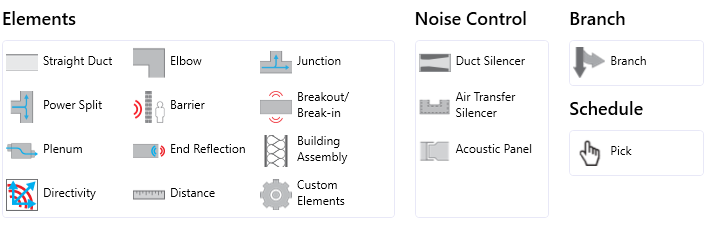 Elements
Straight Duct
Elbow
Junction
Power Split
Barrier
Breakout/
Break-in
Plenum
End Reflection
Building
Assembly
Directivity
Distance
Custom
Elements
Noise Control
Duct Silencer
Air Transfer
Silencer
Acoustic Panel
Branch
Branch
Schedule
Pick